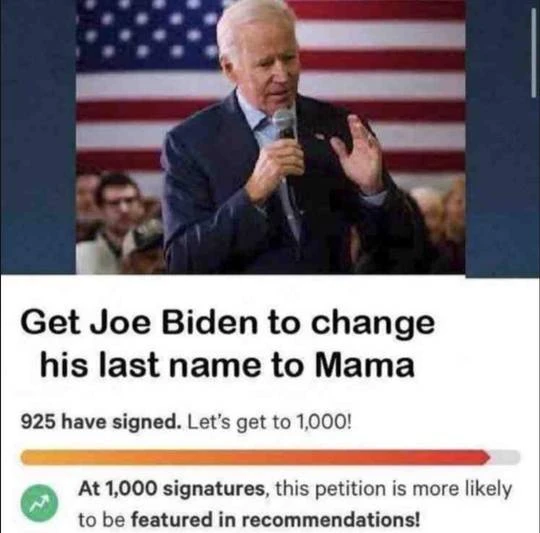 Get Joe Biden to change
his last name to Mama
925 have signed. Let's get to 1,000!
At 1,000 signatures, this petition is more likely
to be featured in recommendations!